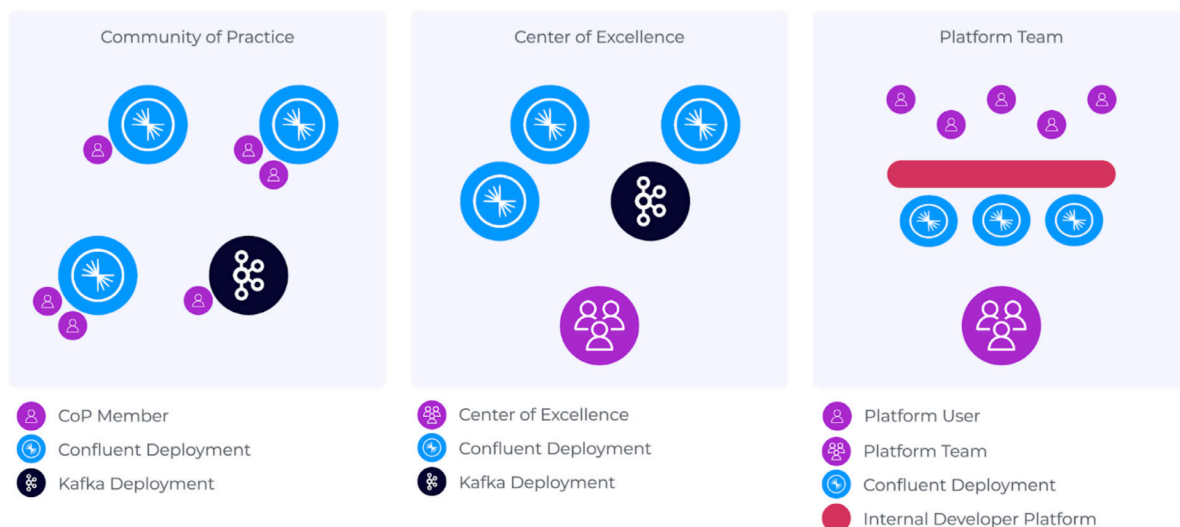 Community of Practice
Center of Excellence
Platform Team
CoP Member
Confluent Deployment
Kafka Deployment
Center of Excellence
Confluent Deployment
Kafka Deployment
Platform User
Platform Team
Confluent Deployment
Internal Developer Platform